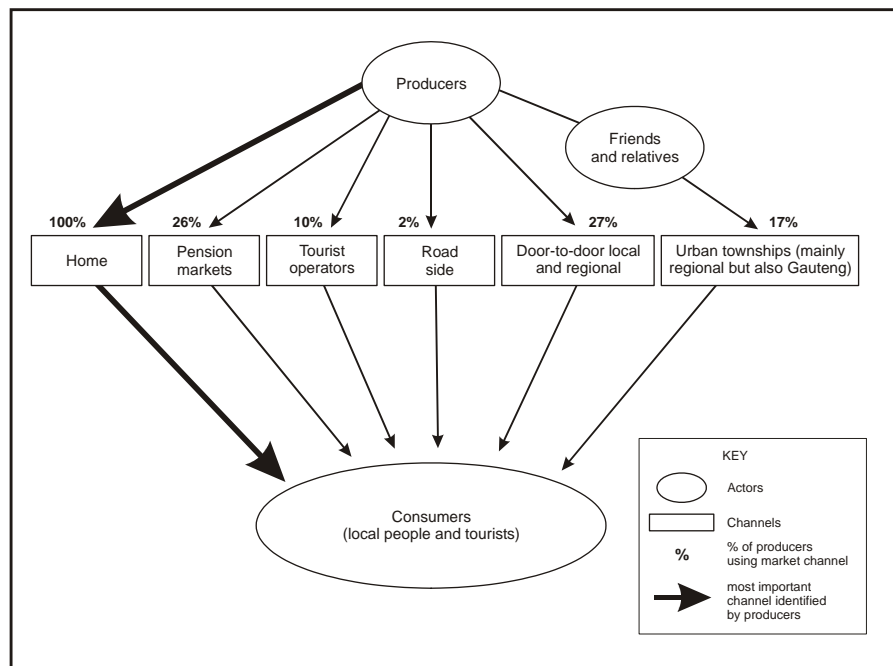 Producers
Friends
and relatives
100%
26%
10%
2%
27%
17%
Home
Pension
markets
Tourist
operators
Road
side
Door-to-door local
and regional
Urban townships (mainly
regional but also Gauteng)
Consumers
(local people and tourists)
KEY
Actors
Channels
%
% of producers
using market channel
most important
channel identified
by producers